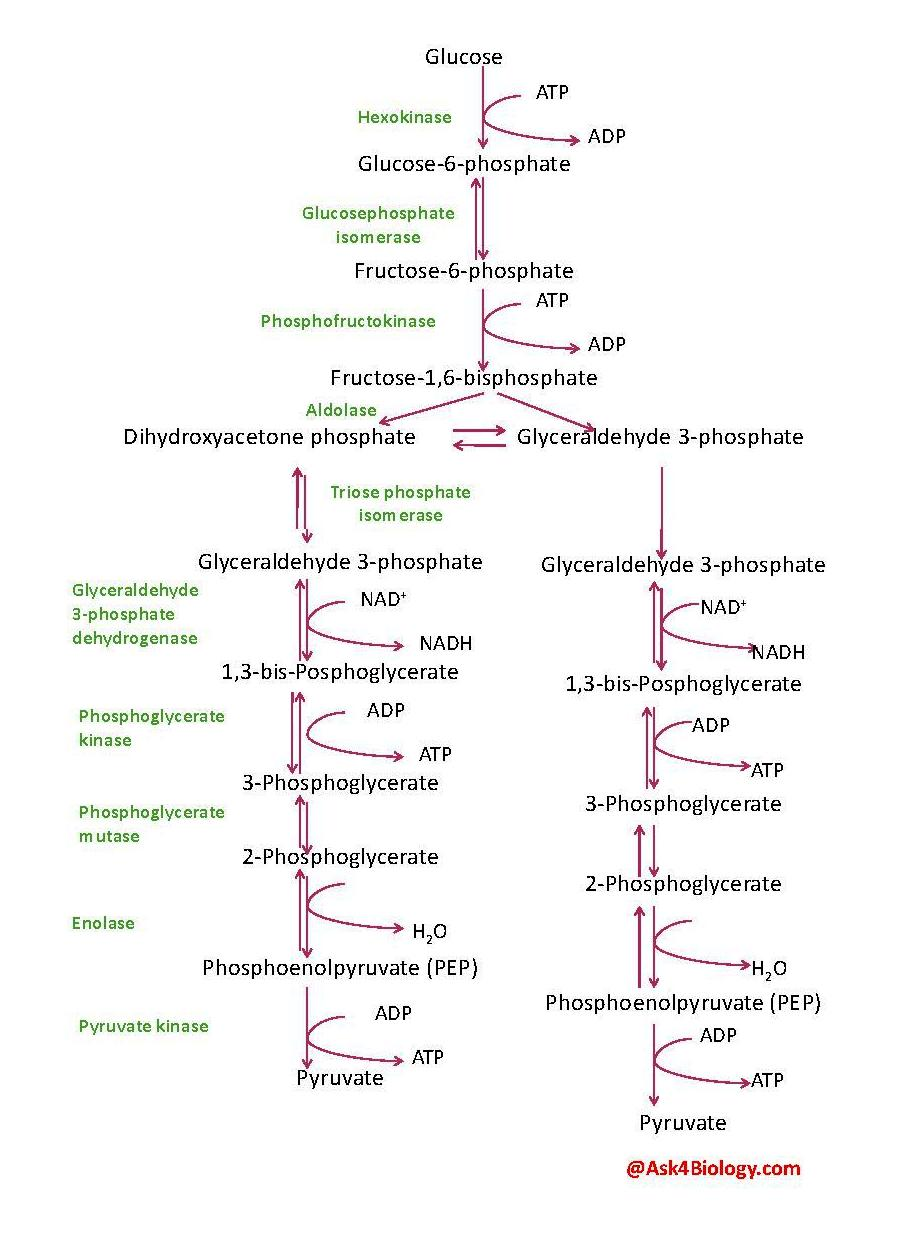 Glucose
ATP
Hexokinase
ADP
Glucose-6-phosphate
Glucosephosphate
isomerase
Fructose-6-phosphate
ATP
Phosphofructokinase
ADP
Fructose-1,6-bisphosphate
Aldolase
Dihydroxyacetone phosphate
Glyceraldehyde 3-phosphate
Triose phosphate
isomerase
Glyceraldehyde 3-phosphate
Glyceraldehyde
3-phosphate
dehydrogenase
NAD⁺
NADH
1,3-bis-Posphoglycerate
Phosphoglycerate
kinase
ADP
ATP
3-Phosphoglycerate
Phosphoglycerate
mutase
2-Phosphoglycerate
Enolase
H₂O
Phosphoenolpyruvate (PEP)
Pyruvate kinase
ADP
ATP
Pyruvate
Glyceraldehyde 3-phosphate
NAD⁺
NADH
1,3-bis-Posphoglycerate
ADP
ATP
3-Phosphoglycerate
2-Phosphoglycerate
H₂O
Phosphoenolpyruvate (PEP)
ADP
ATP
Pyruvate
@Ask4Biology.com